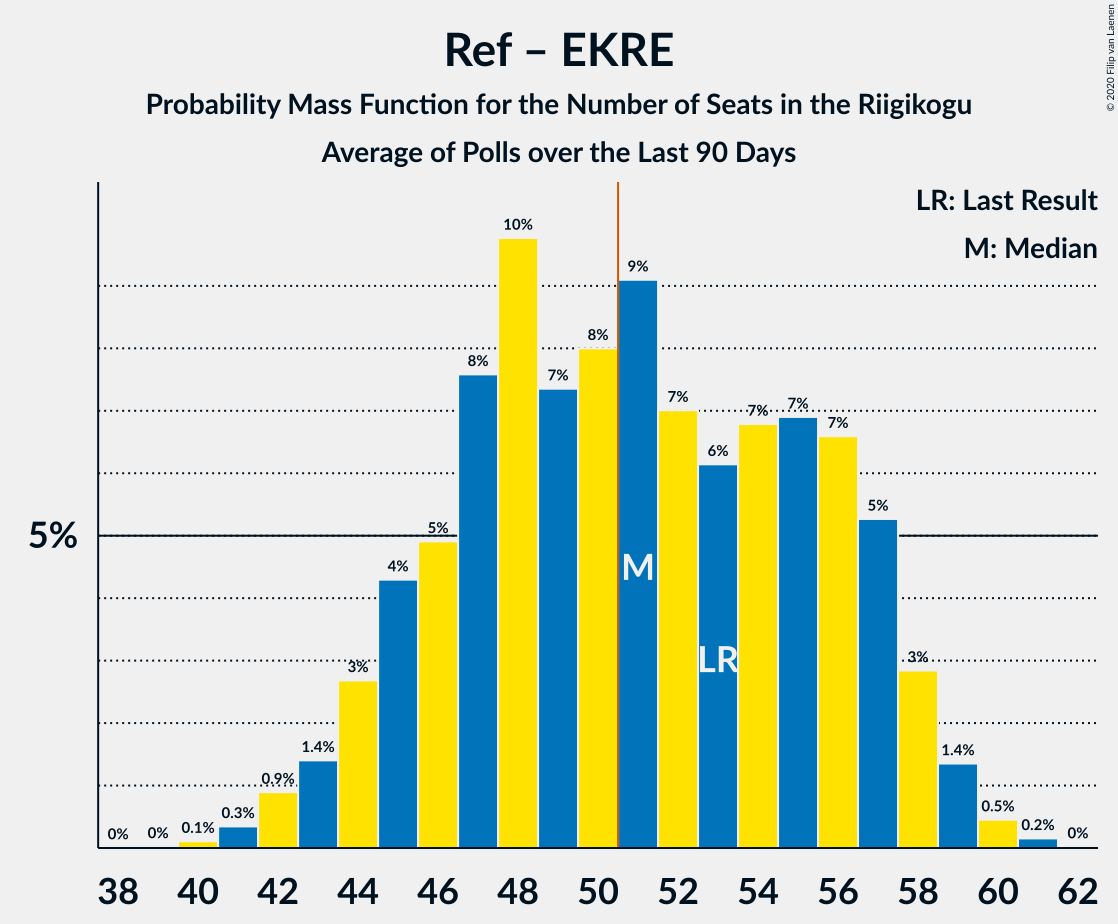 Ref – EKRE
Probability Mass Function for the Number of Seats in the Riigikogu
Average of Polls over the Last 90 Days
© 2020 Filip van Laenen
LR: Last Result
M: Median
5%
0% 0% 0.1% 0.3% 0.9% 1.4% 3% 4% 5% 8% 10% 7% 8% 9% 7% 6% 7% 7% 7% 5% 3% 1.4% 0.5% 0.2% 0%
M
LR
38 40 42 44 46 48 50 52 54 56 58 60 62